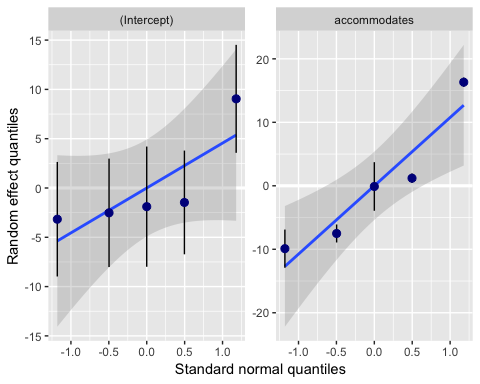 (Intercept)
accommodates
Random effect quantiles
15
10
5
0
-5
-10
-15
20
10
0
-10
-20
-1.0 -0.5 0.0 0.5 1.0
-1.0 -0.5 0.0 0.5 1.0
Standard normal quantiles